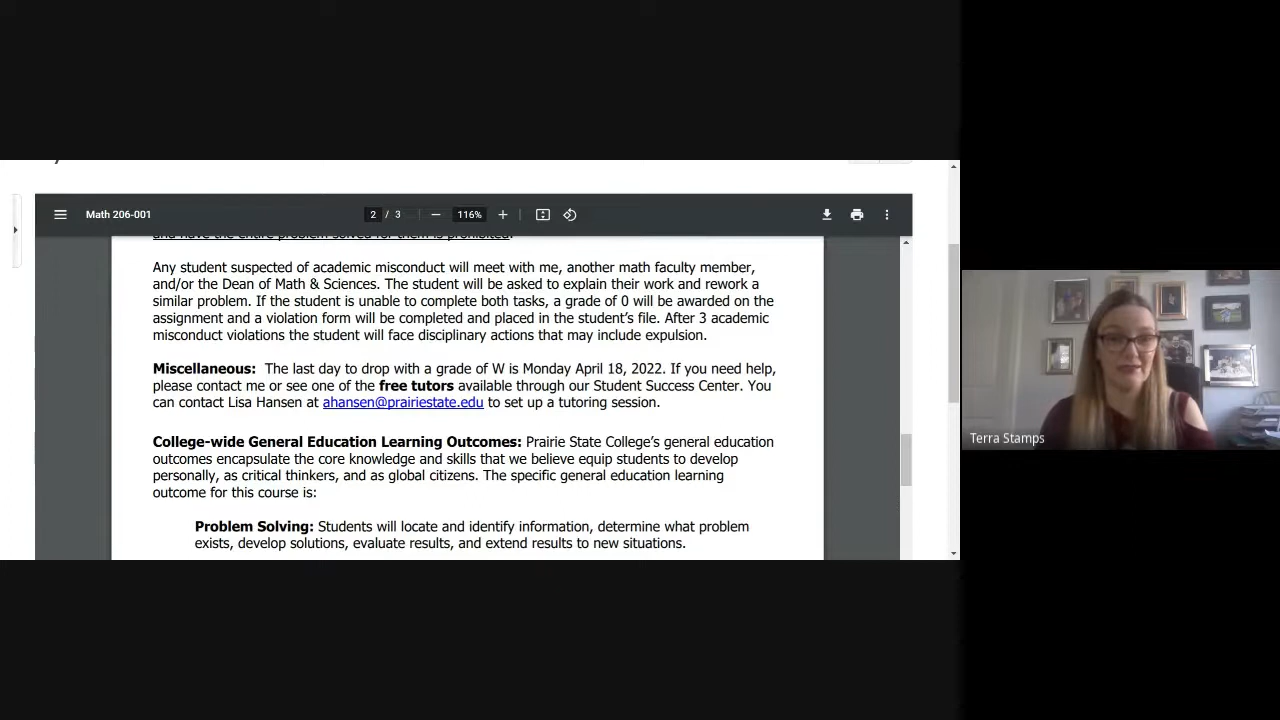 Math 206-001
2 / 3
116%
and have the entire problem solved for them is prohibited.
Any student suspected of academic misconduct will meet with me, another math faculty member,
and/or the Dean of Math & Sciences. The student will be asked to explain their work and rework a
similar problem. If the student is unable to complete both tasks, a grade of 0 will be awarded on the
assignment and a violation form will be completed and placed in the student's file. After 3 academic
misconduct violations the student will face disciplinary actions that may include expulsion.
Miscellaneous: The last day to drop with a grade of W is Monday April 18, 2022. If you need help,
please contact me or see one of the free tutors available through our Student Success Center. You
can contact Lisa Hansen at ahansen@prairiestate.edu to set up a tutoring session.
College-wide General Education Learning Outcomes: Prairie State College's general education
outcomes encapsulate the core knowledge and skills that we believe equip students to develop
personally, as critical thinkers, and as global citizens. The specific general education learning
outcome for this course is:
Problem Solving: Students will locate and identify information, determine what problem
exists, develop solutions, evaluate results, and extend results to new situations.
Terra Stamps